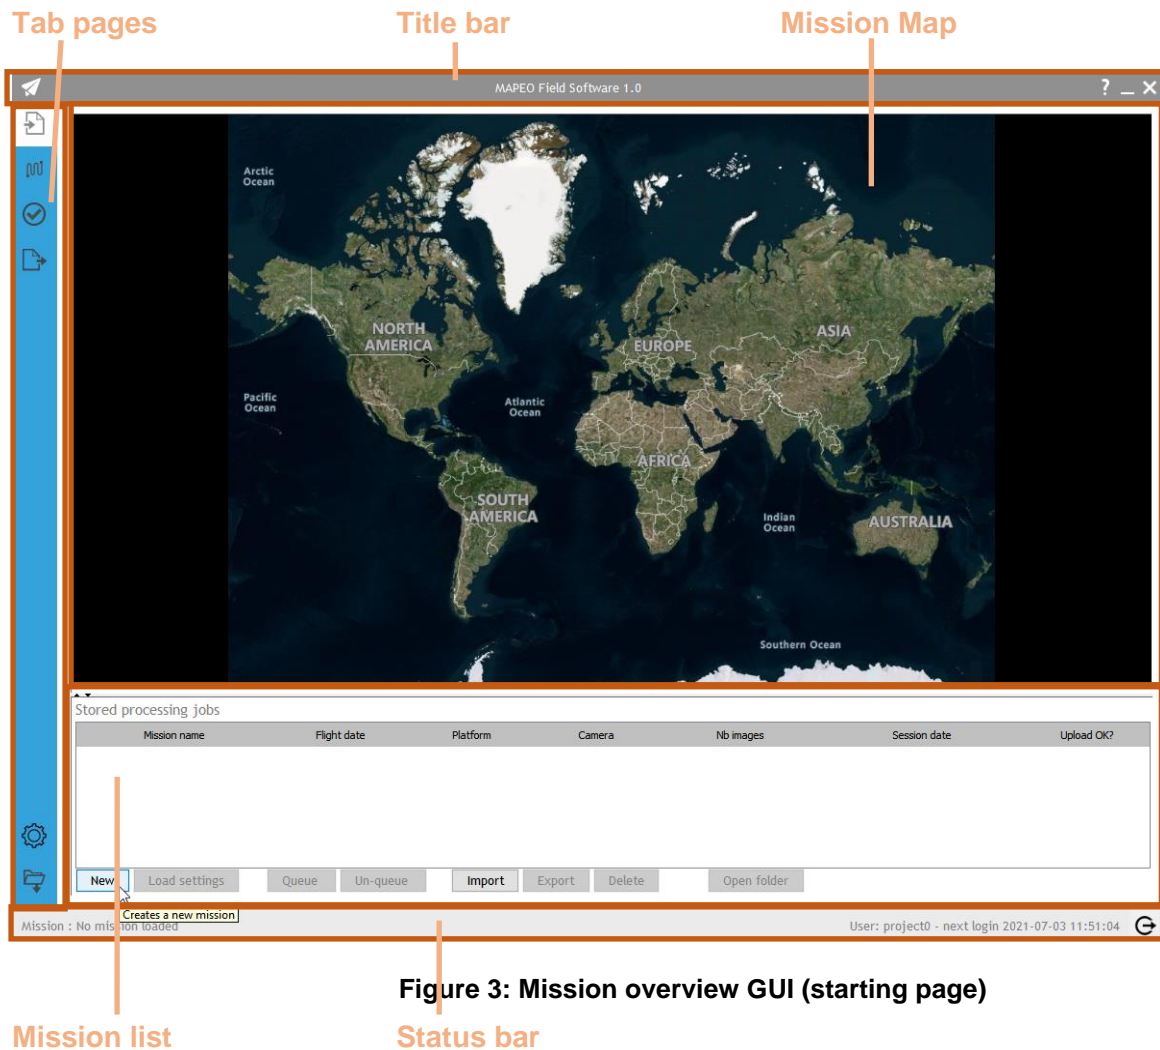 Tab pages Title bar Mission Map
MAPEO Field Software 1.0 ?
Arctic
Ocean
NORTH
AMERICA
EUROPE
ASIA
Pacific
Ocean
Atlantic
Ocean
AFRICA
SOUTH
AMERICA
Indian
Ocean
AUSTRALIA
Southern Ocean
Stored processing jobs
Mission name Flight date Platform Camera Nb images Session date Upload OK?
New Load settings Queue Un-queue Import Export Delete Open folder
Creates a new mission
Mission : No mission loaded User: project0 - next login 2021-07-03 11:51:04
Figure 3: Mission overview GUI (starting page)
Mission list Status bar